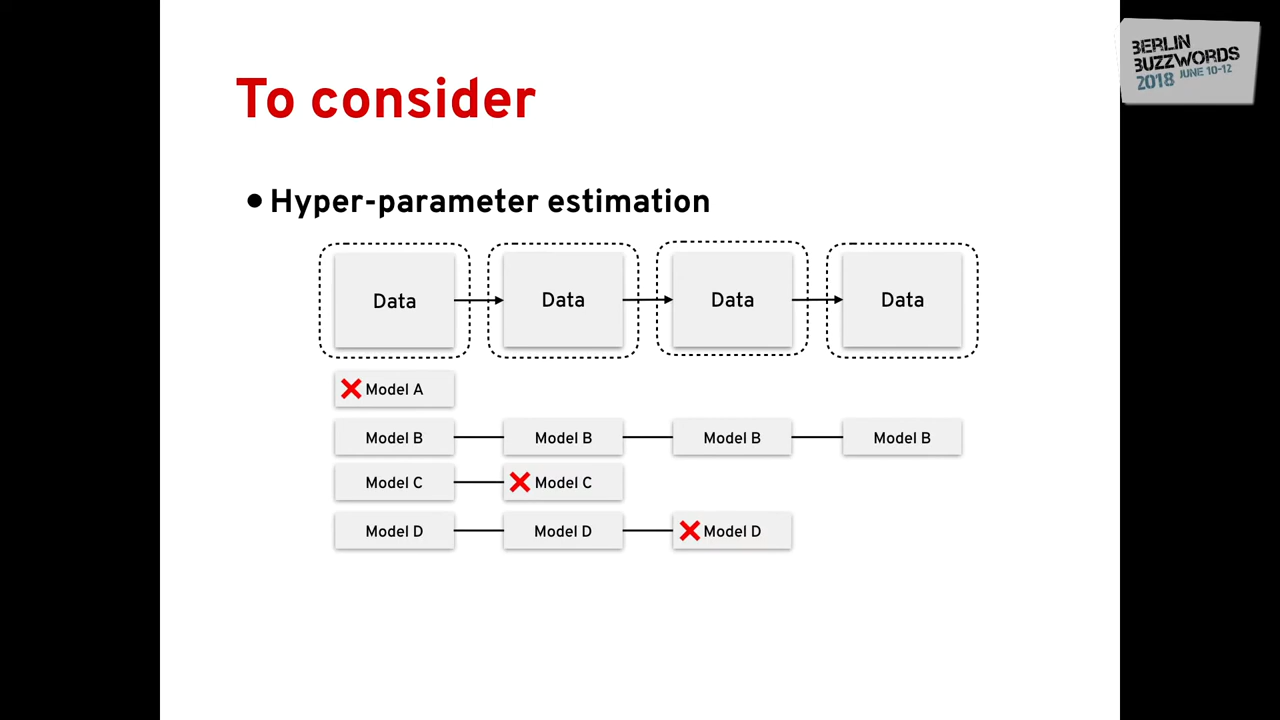 BERLIN
BUZZWORDS
2018 JUNE 10-12
To consider
● Hyper-parameter estimation
Data Data Data Data
Model A
Model B Model B Model B Model B
Model C Model C
Model D Model D Model D